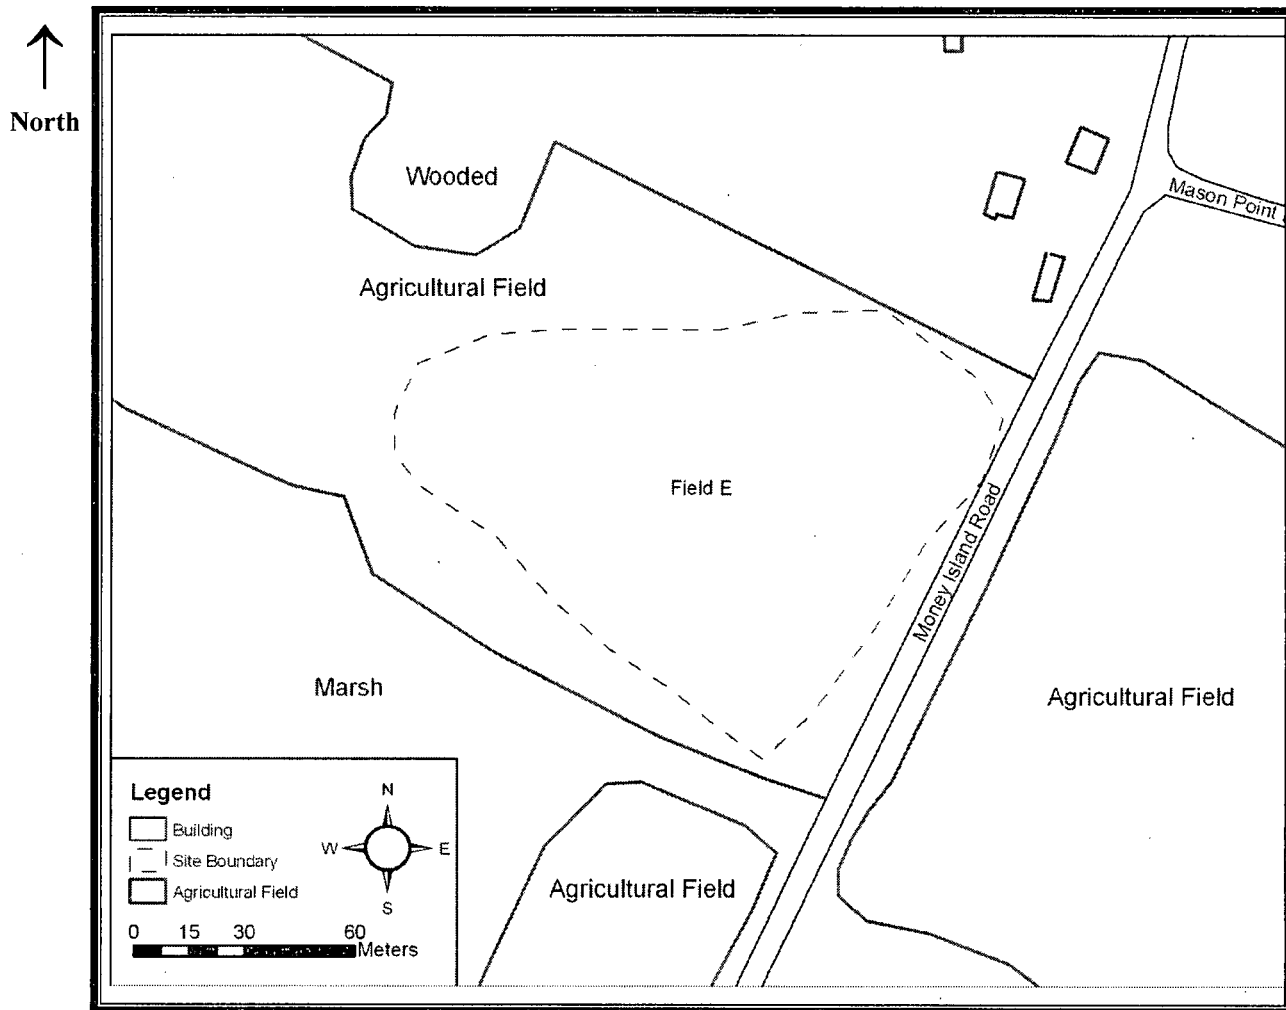 North
Wooded
Mason Point
Agricultural Field
Field E
Money Island Road
Marsh
Agricultural Field
Legend
Building
Site Boundary
Agricultural Field
N
W E
S
0 15 30 60
Meters
Agricultural Field